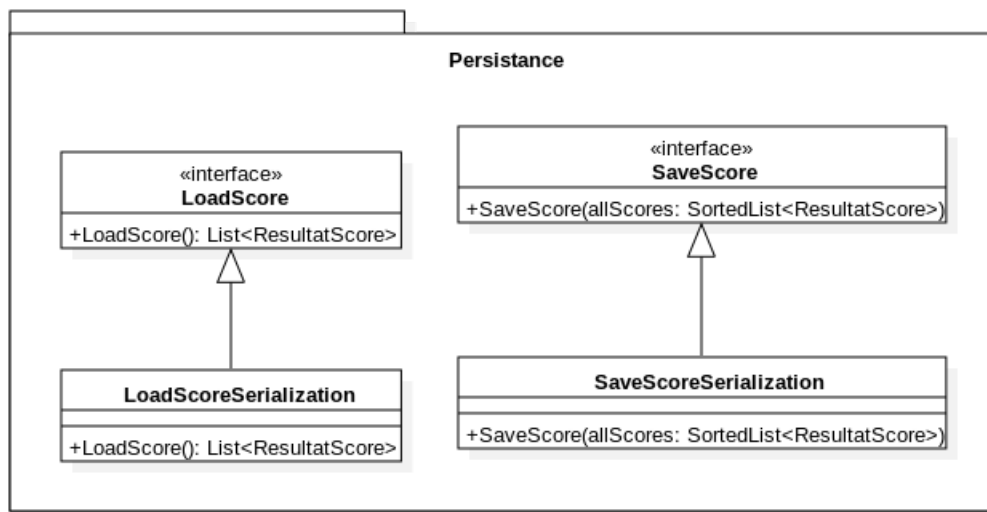 Persistance
«interface»
LoadScore
+LoadScore(): List<ResultatScore>
«interface»
SaveScore
+SaveScore(allScores: SortedList<ResultatScore>)
LoadScoreSerialization
+LoadScore(): List<ResultatScore>
SaveScoreSerialization
+SaveScore(allScores: SortedList<ResultatScore>)